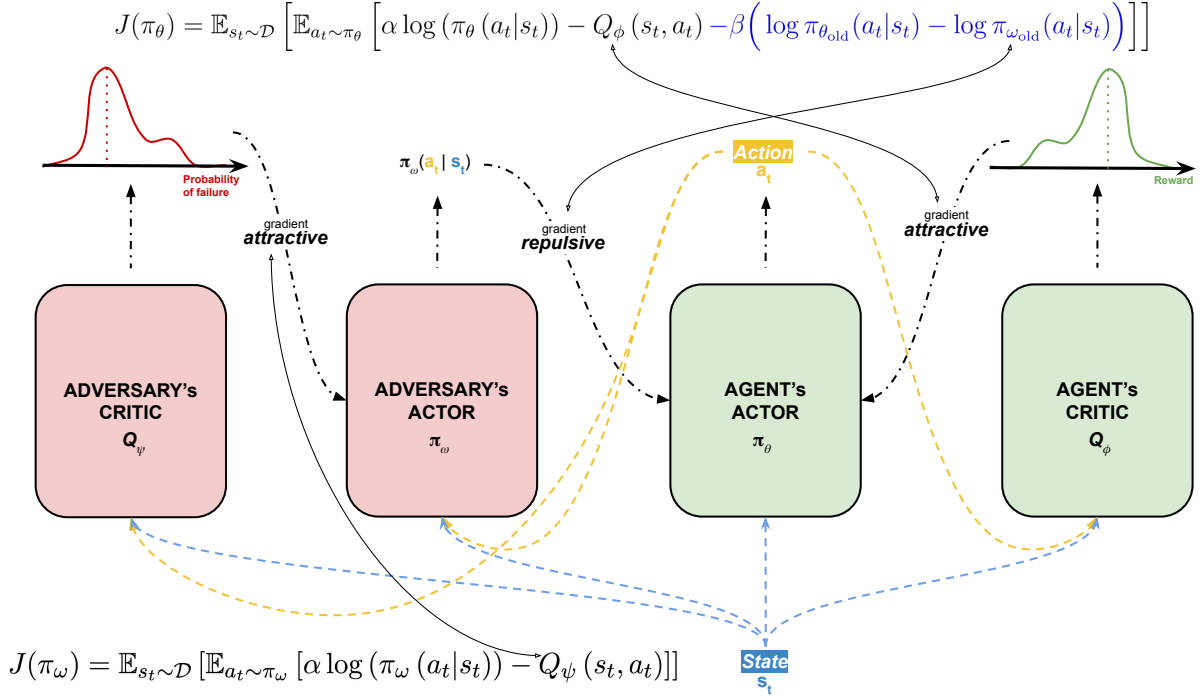 J(π_θ) = 𝔼_{s_t∼𝒟} [ 𝔼_{a_t∼π_θ} [ α log (π_θ (a_t|s_t)) − Q_ϕ (s_t, a_t) −β( log π_{θ_old}(a_t|s_t) − log π_{ω_old}(a_t|s_t) ) ] ]
Probability
of failure
π_ω(a_t | s_t)
Action
a_t
Reward
gradient
attractive
gradient
repulsive
gradient
attractive
ADVERSARY's
CRITIC
Q_ψ
ADVERSARY's
ACTOR
π_ω
AGENT's
ACTOR
π_θ
AGENT's
CRITIC
Q_ϕ
J(π_ω) = 𝔼_{s_t∼𝒟} [𝔼_{a_t∼π_ω} [α log (π_ω (a_t|s_t)) − Q_ψ (s_t, a_t)]]
State
s_t